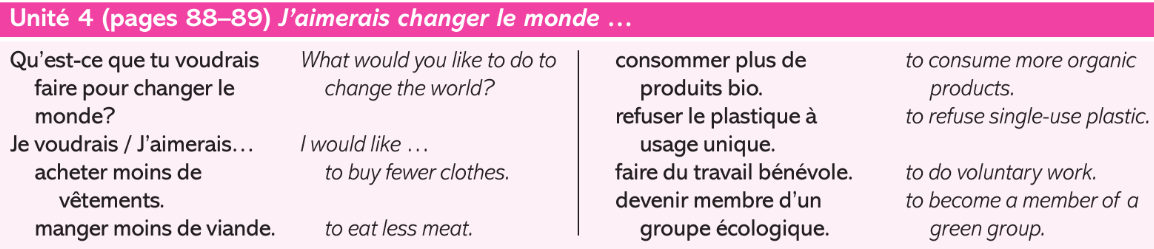 Unité 4 (pages 88–89) J’aimerais changer le monde …
Qu’est-ce que tu voudrais
faire pour changer le
monde?
What would you like to do to
change the world?
Je voudrais / J’aimerais…
I would like …
acheter moins de
vêtements.
to buy fewer clothes.
manger moins de viande.
to eat less meat.
consommer plus de
produits bio.
to consume more organic
products.
refuser le plastique à
usage unique.
to refuse single-use plastic.
faire du travail bénévole.
to do voluntary work.
devenir membre d’un
groupe écologique.
to become a member of a
green group.